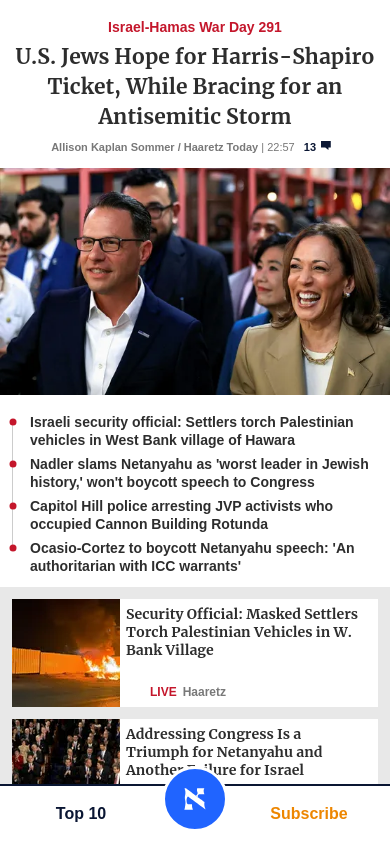 Israel-Hamas War Day 291
U.S. Jews Hope for Harris-Shapiro
Ticket, While Bracing for an
Antisemitic Storm
Allison Kaplan Sommer / Haaretz Today | 22:57 13
Israeli security official: Settlers torch Palestinian
vehicles in West Bank village of Hawara
Nadler slams Netanyahu as 'worst leader in Jewish
history,' won't boycott speech to Congress
Capitol Hill police arresting JVP activists who
occupied Cannon Building Rotunda
Ocasio-Cortez to boycott Netanyahu speech: 'An
authoritarian with ICC warrants'
Security Official: Masked Settlers
Torch Palestinian Vehicles in W.
Bank Village
LIVE Haaretz
Addressing Congress Is a
Triumph for Netanyahu and
Another Failure for Israel
Top 10
Subscribe